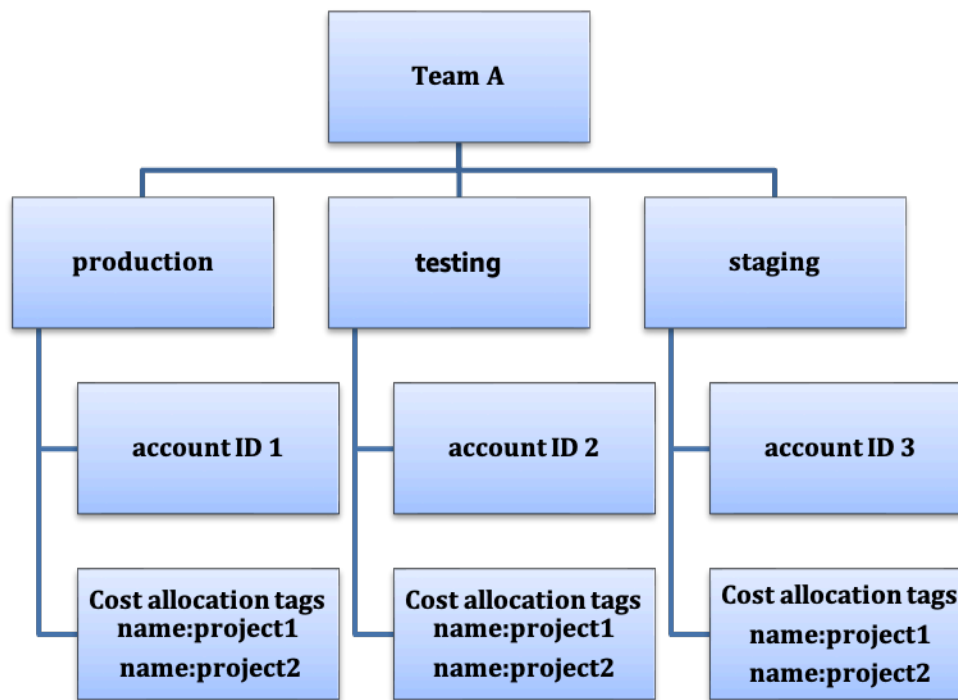 Team A
production
testing
staging
account ID 1
account ID 2
account ID 3
Cost allocation tags
name:project1
name:project2
Cost allocation tags
name:project1
name:project2
Cost allocation tags
name:project1
name:project2